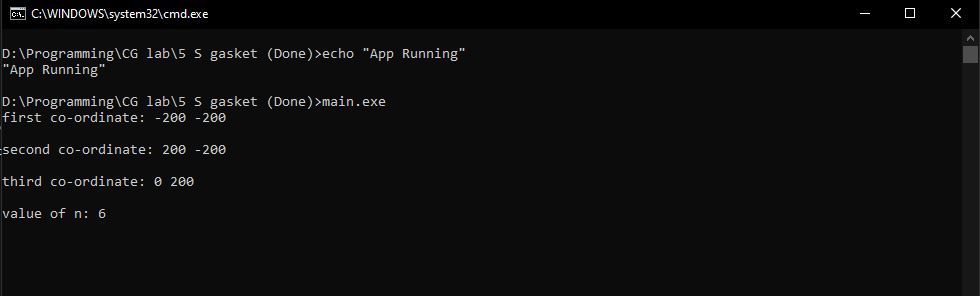 C:\WINDOWS\system32\cmd.exe
D:\Programming\CG lab\5 S gasket (Done)>echo "App Running"
"App Running"
D:\Programming\CG lab\5 S gasket (Done)>main.exe
first co-ordinate: -200 -200
second co-ordinate: 200 -200
third co-ordinate: 0 200
value of n: 6